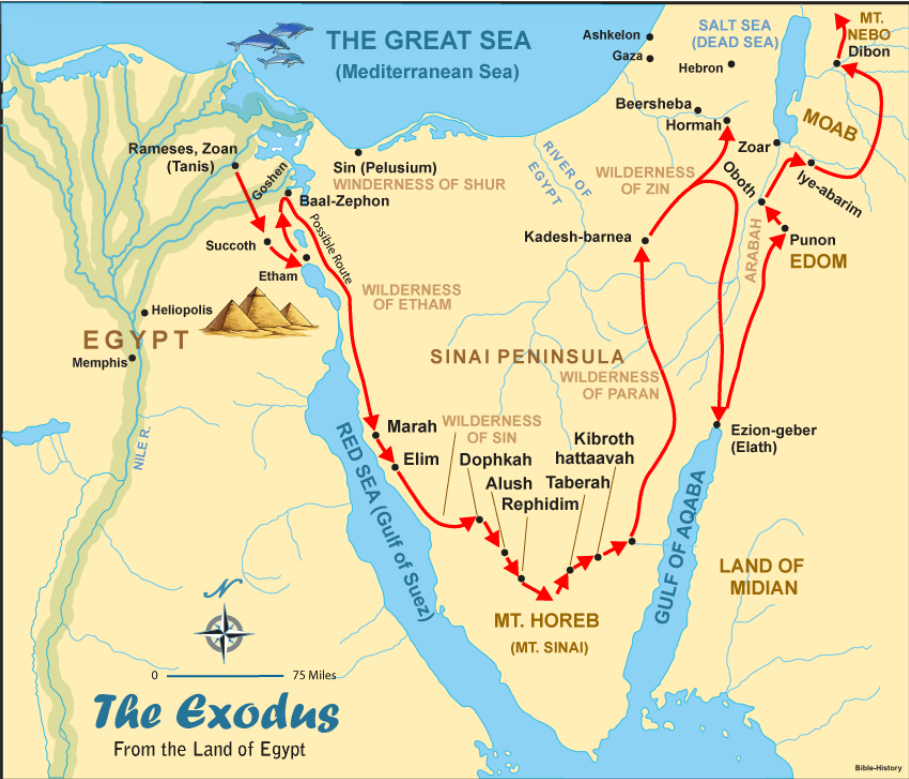 THE GREAT SEA
(Mediterranean Sea)
Ashkelon
Gaza
SALT SEA
(DEAD SEA)
Hebron
MT.
NEBO
Dibon
Beersheba
Hormah
MOAB
Zoar
Rameses, Zoan
(Tanis)
Goshen
Sin (Pelusium)
WINDERNESS OF SHUR
Baal-Zephon
RIVER OF
EGYPT
WILDERNESS
OF ZIN
Oboth
Iye-abarim
Succoth
Etham
Possible Route
Kadesh-barnea
ARABAH
Punon
EDOM
WILDERNESS
OF ETHAM
Heliopolis
EGYPT
Memphis
SINAI PENINSULA
WILDERNESS
OF PARAN
NILE R.
Marah
Elim
WILDERNESS
OF SIN
Dophkah
Alush
Rephidim
Kibroth
hattaavah
Taberah
Ezion-geber
(Elath)
RED SEA (Gulf of Suez)
GULF OF AQABA
LAND OF
MIDIAN
MT. HOREB
(MT. SINAI)
N
0 75 Miles
The Exodus
From the Land of Egypt
Bible-History